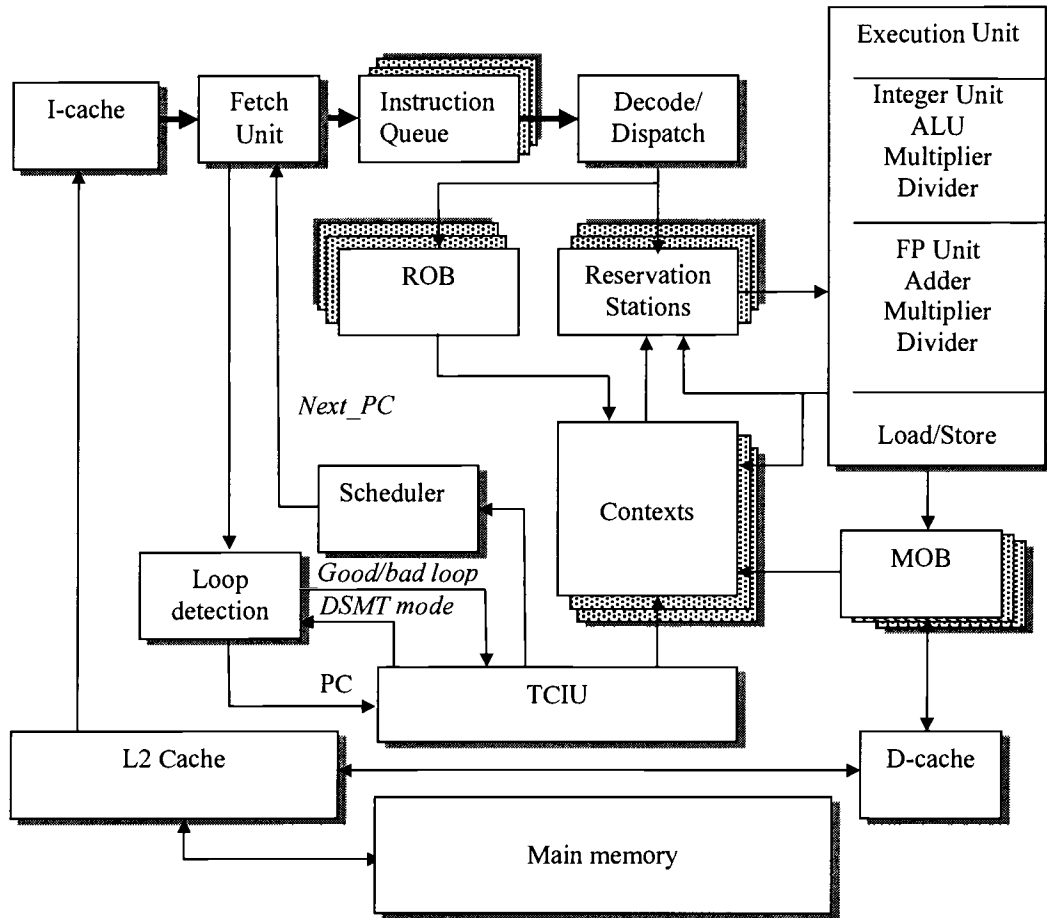 Execution Unit
I-cache
Fetch
Unit
Instruction
Queue
Decode/
Dispatch
Integer Unit
ALU
Multiplier
Divider
ROB
Reservation
Stations
FP Unit
Adder
Multiplier
Divider
Next_PC
Load/Store
Scheduler
Contexts
Loop
detection
Good/bad loop
DSMT mode
MOB
PC
TCIU
L2 Cache
D-cache
Main memory